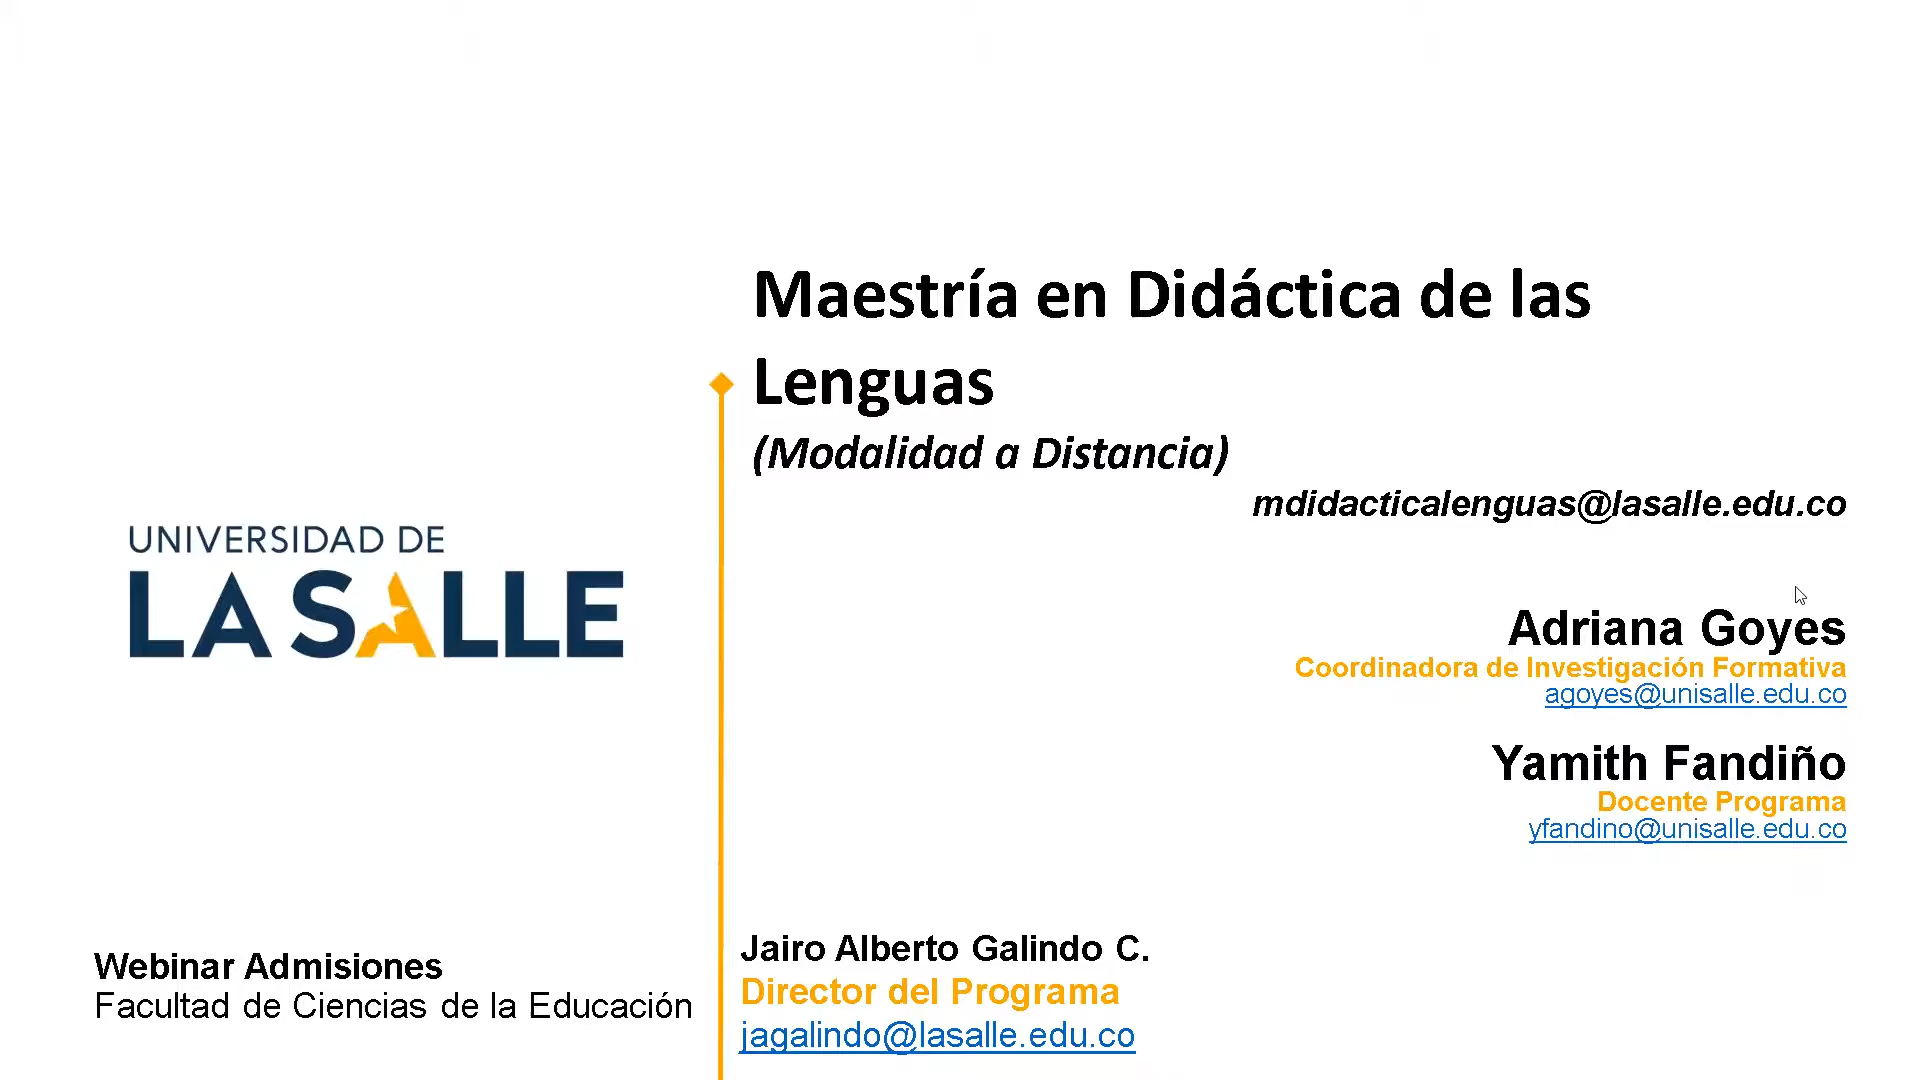 Maestría en Didáctica de las
Lenguas
(Modalidad a Distancia)
mdidacticalenguas@lasalle.edu.co
UNIVERSIDAD DE
LA SALLE
Adriana Goyes
Coordinadora de Investigación Formativa
agoyes@unisalle.edu.co
Yamith Fandiño
Docente Programa
yfandino@unisalle.edu.co
Webinar Admisiones
Facultad de Ciencias de la Educación
Jairo Alberto Galindo C.
Director del Programa
jagalindo@lasalle.edu.co